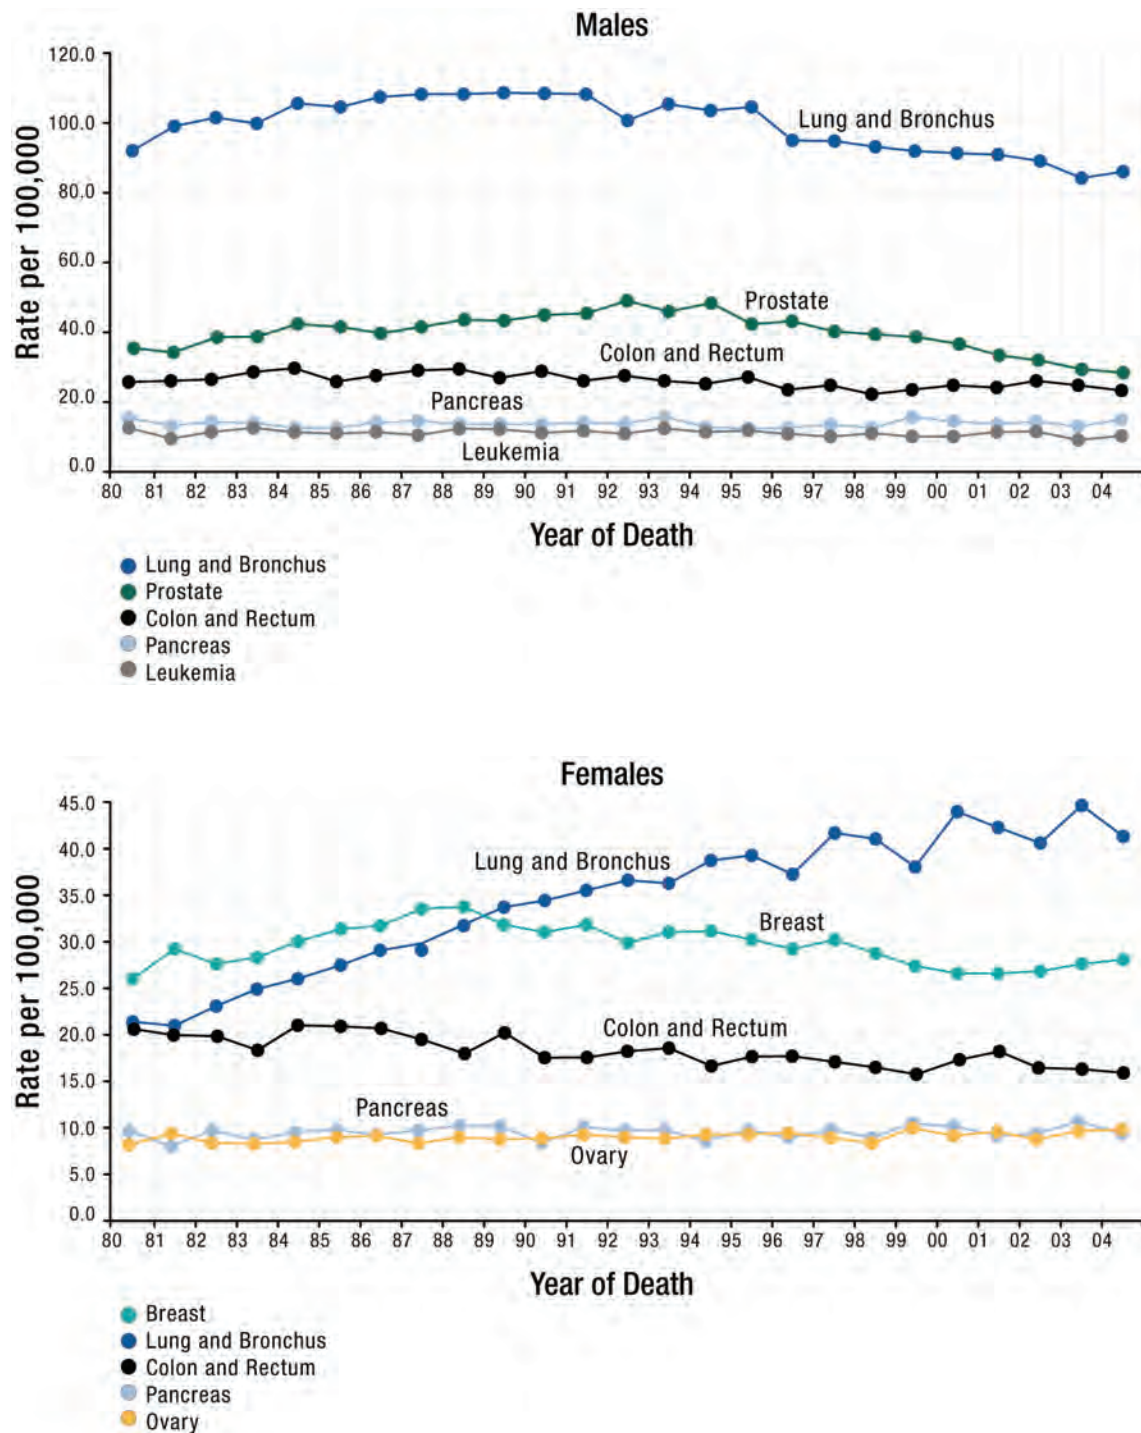 Males
120.0
100.0
80.0
60.0
40.0
20.0
0.0
Rate per 100,000
Lung and Bronchus
Prostate
Colon and Rectum
Pancreas
Leukemia
80 81 82 83 84 85 86 87 88 89 90 91 92 93 94 95 96 97 98 99 00 01 02 03 04
Year of Death
Lung and Bronchus
Prostate
Colon and Rectum
Pancreas
Leukemia
Females
45.0
40.0
35.0
30.0
25.0
20.0
15.0
10.0
5.0
0.0
Rate per 100,000
Lung and Bronchus
Breast
Colon and Rectum
Pancreas
Ovary
80 81 82 83 84 85 86 87 88 89 90 91 92 93 94 95 96 97 98 99 00 01 02 03 04
Year of Death
Breast
Lung and Bronchus
Colon and Rectum
Pancreas
Ovary